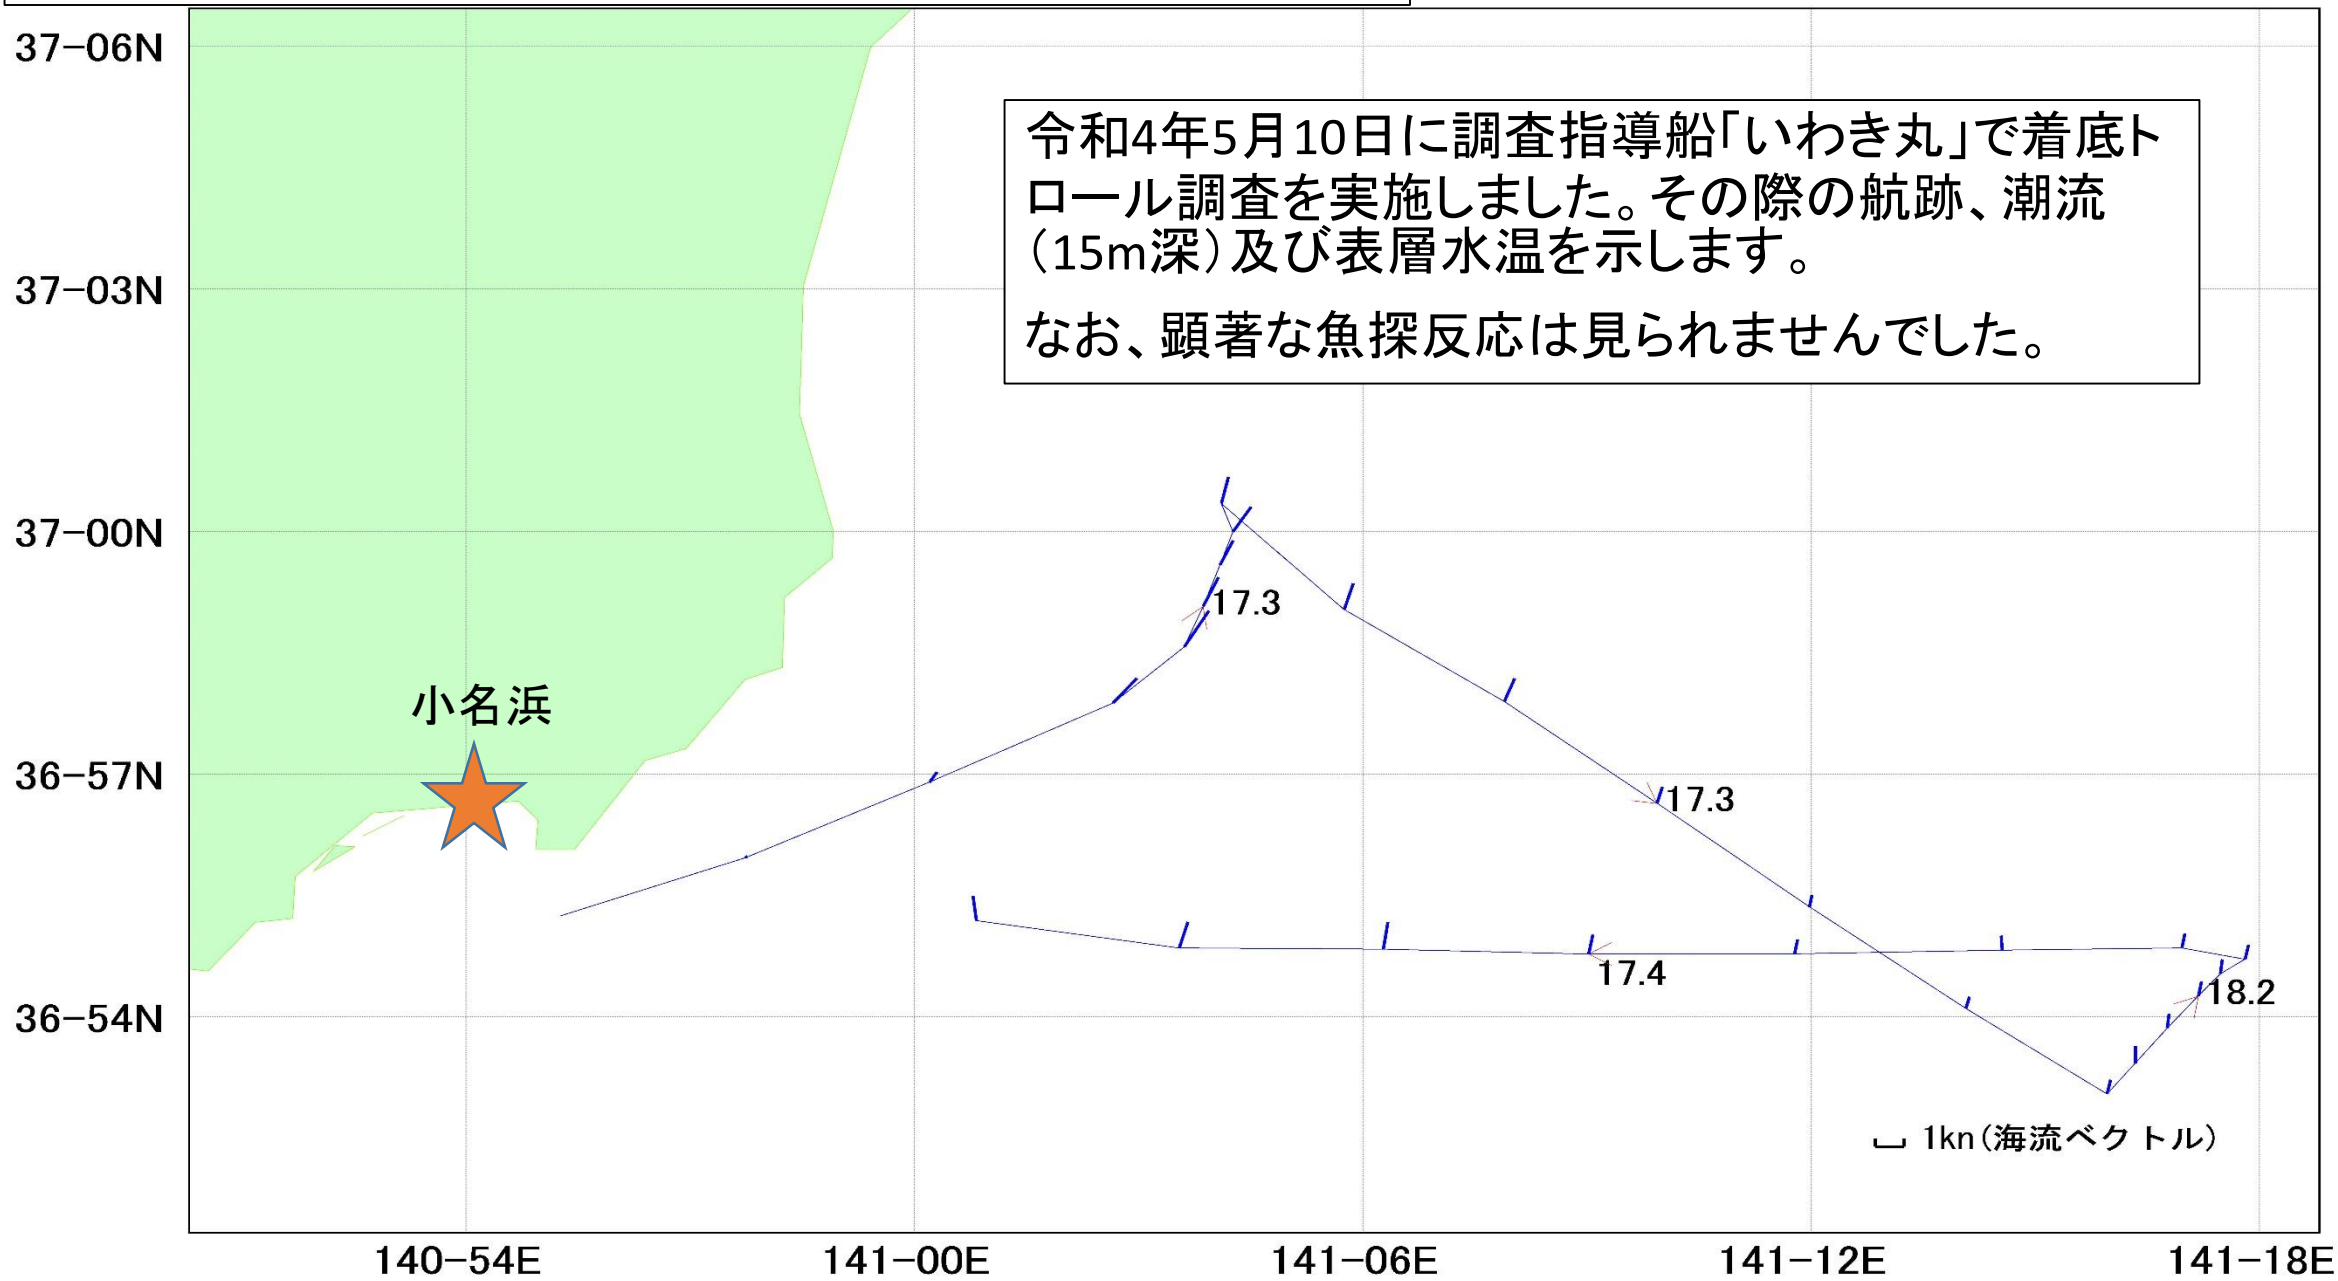 37-06N
令和4年5月10日に調査指導船「いわき丸」で着底ト
ロール調査を実施しました。その際の航跡、潮流
（15m深）及び表層水温を示します。
なお、顕著な魚探反応は見られませんでした。
37-03N
37-00N
17.3
小名浜
36-57N
17.3
17.4
18.2
36-54N
1kn(海流ベクトル)
140-54E
141-00E
141-06E
141-12E
141-18E